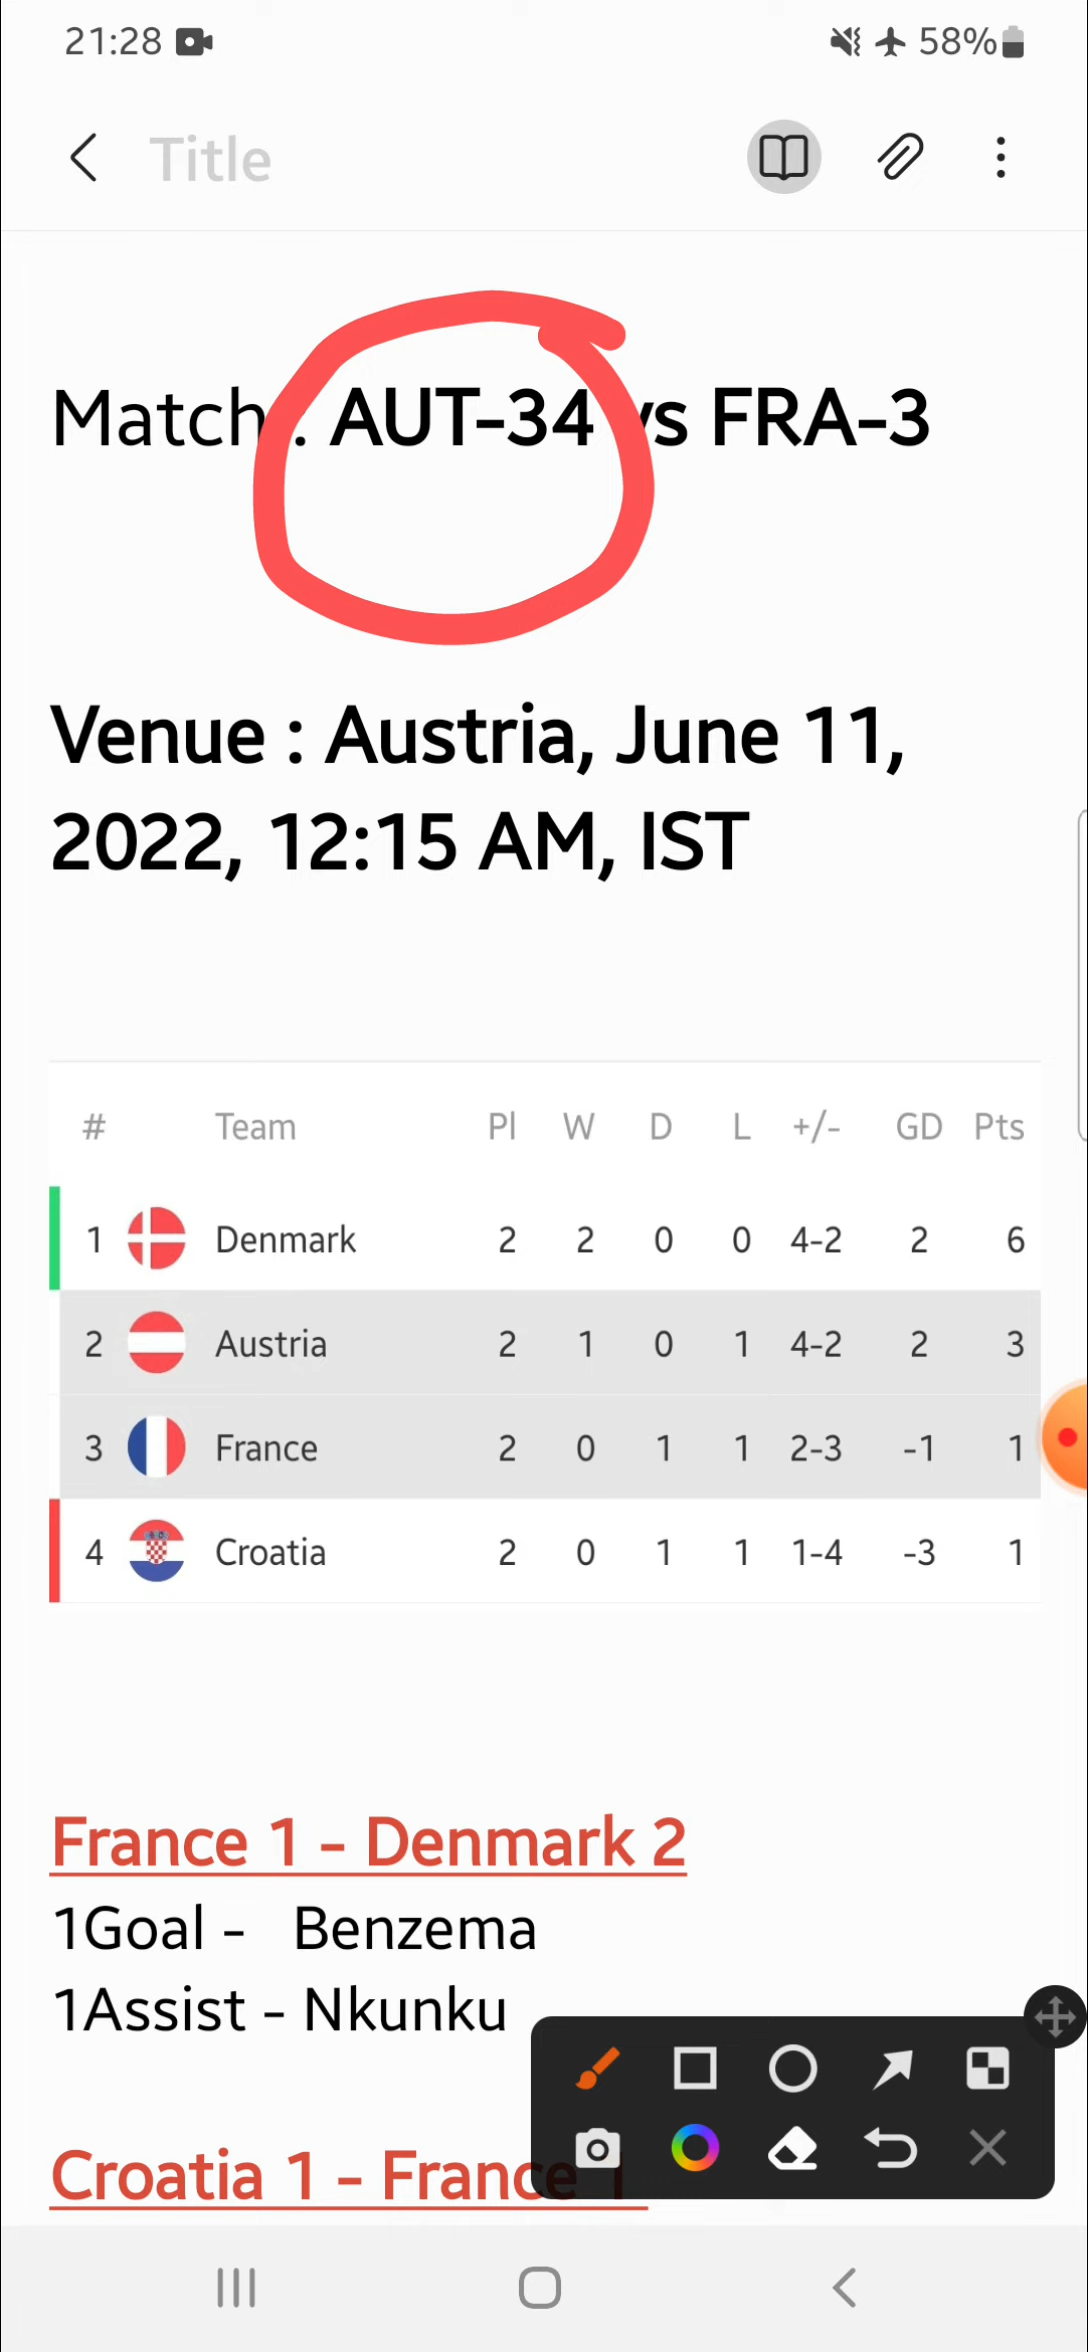 21:28 58%
Title
Match : AUT-34 vs FRA-3
Venue : Austria, June 11,
2022, 12:15 AM, IST
# Team Pl W D L +/- GD Pts
1 Denmark 2 2 0 0 4-2 2 6
2 Austria 2 1 0 1 4-2 2 3
3 France 2 0 1 1 2-3 -1 1
4 Croatia 2 0 1 1 1-4 -3 1
France 1 - Denmark 2
1Goal - Benzema
1Assist - Nkunku
Croatia 1 - France 1